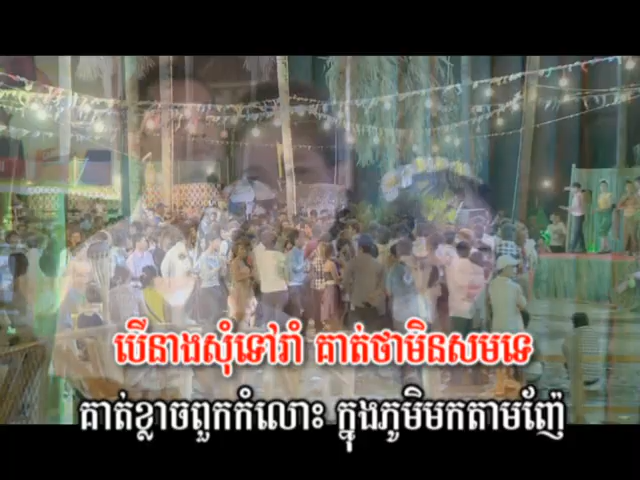 បើនាងសុំទៅរាំ គាត់ថាមិនសមទេ
គាត់ខ្លាចពួកកំលោះ ក្នុងភូមិមកតាមញ៉ែ